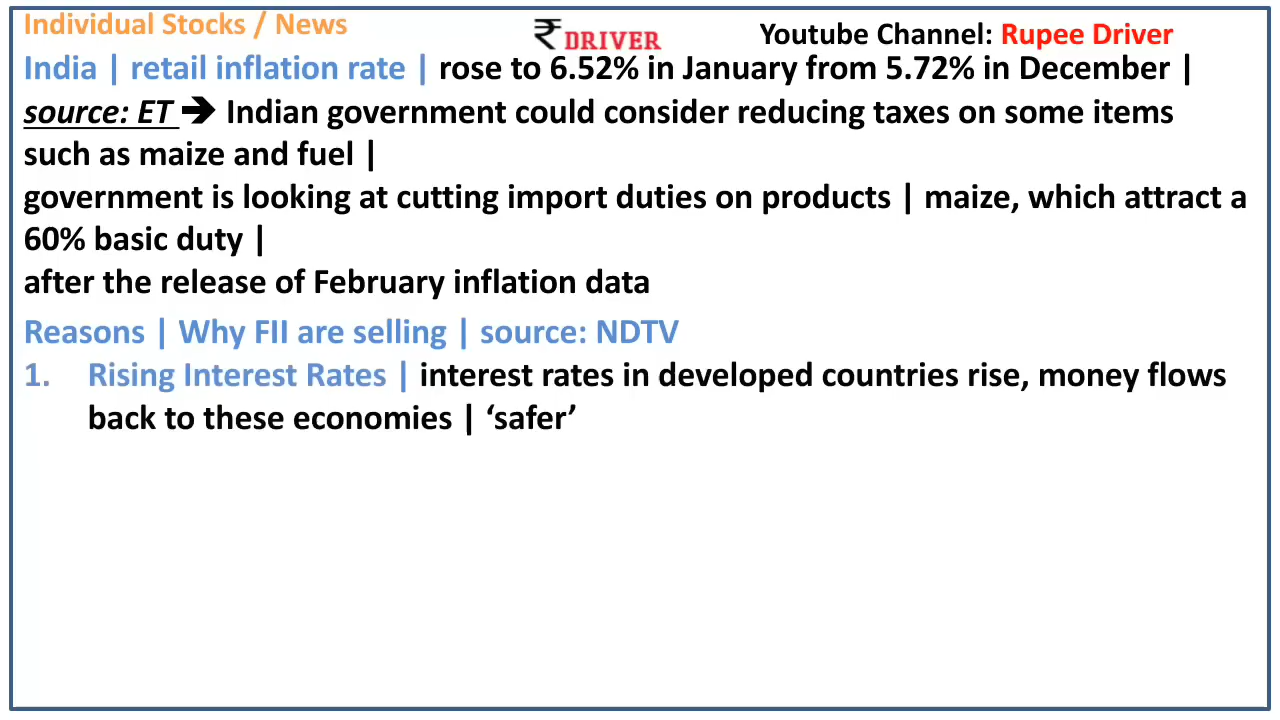 Individual Stocks / News
₹ DRIVER
Youtube Channel: Rupee Driver
India | retail inflation rate | rose to 6.52% in January from 5.72% in December |
source: ET 🡺 Indian government could consider reducing taxes on some items
such as maize and fuel |
government is looking at cutting import duties on products | maize, which attract a
60% basic duty |
after the release of February inflation data
Reasons | Why FII are selling | source: NDTV
1. Rising Interest Rates | interest rates in developed countries rise, money flows
back to these economies | ‘safer’